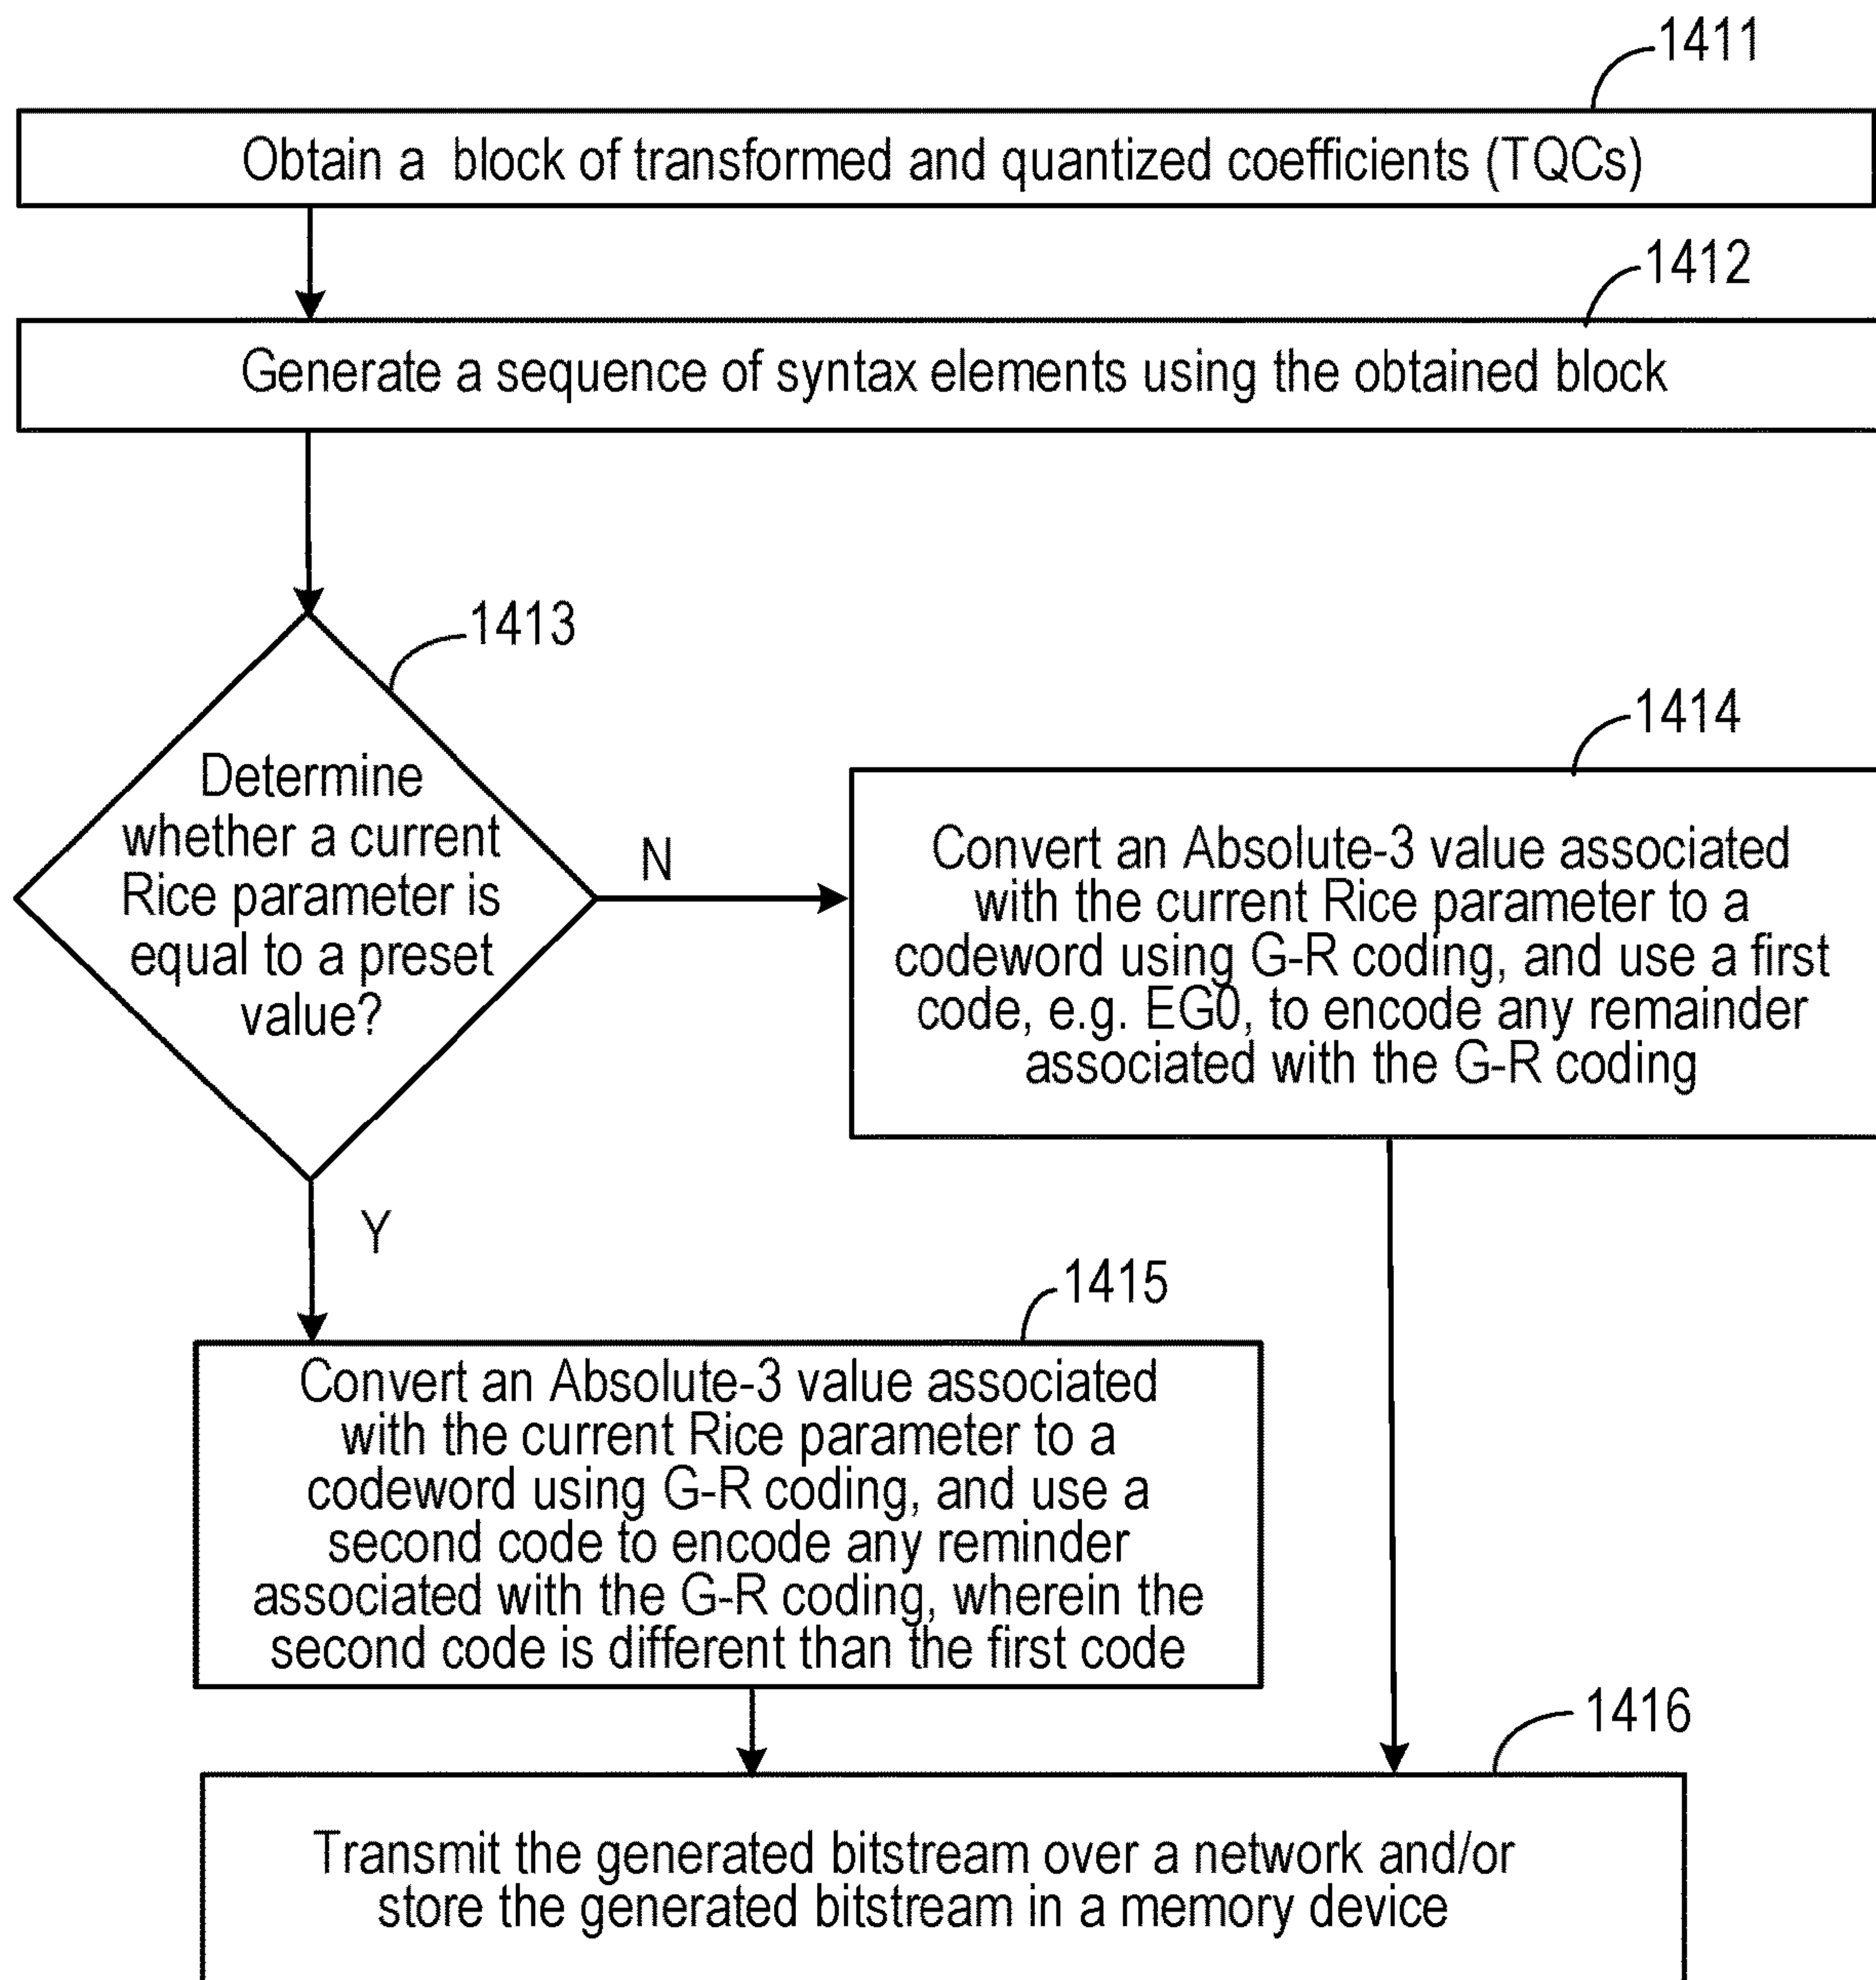 1411
Obtain a block of transformed and quantized coefficients (TQCs)
1412
Generate a sequence of syntax elements using the obtained block
1413
Determine
whether a current
Rice parameter is
equal to a preset
value?
N
1414
Convert an Absolute-3 value associated
with the current Rice parameter to a
codeword using G-R coding, and use a first
code, e.g. EG0, to encode any remainder
associated with the G-R coding
Y
1415
Convert an Absolute-3 value associated
with the current Rice parameter to a
codeword using G-R coding, and use a
second code to encode any reminder
associated with the G-R coding, wherein the
second code is different than the first code
1416
Transmit the generated bitstream over a network and/or
store the generated bitstream in a memory device